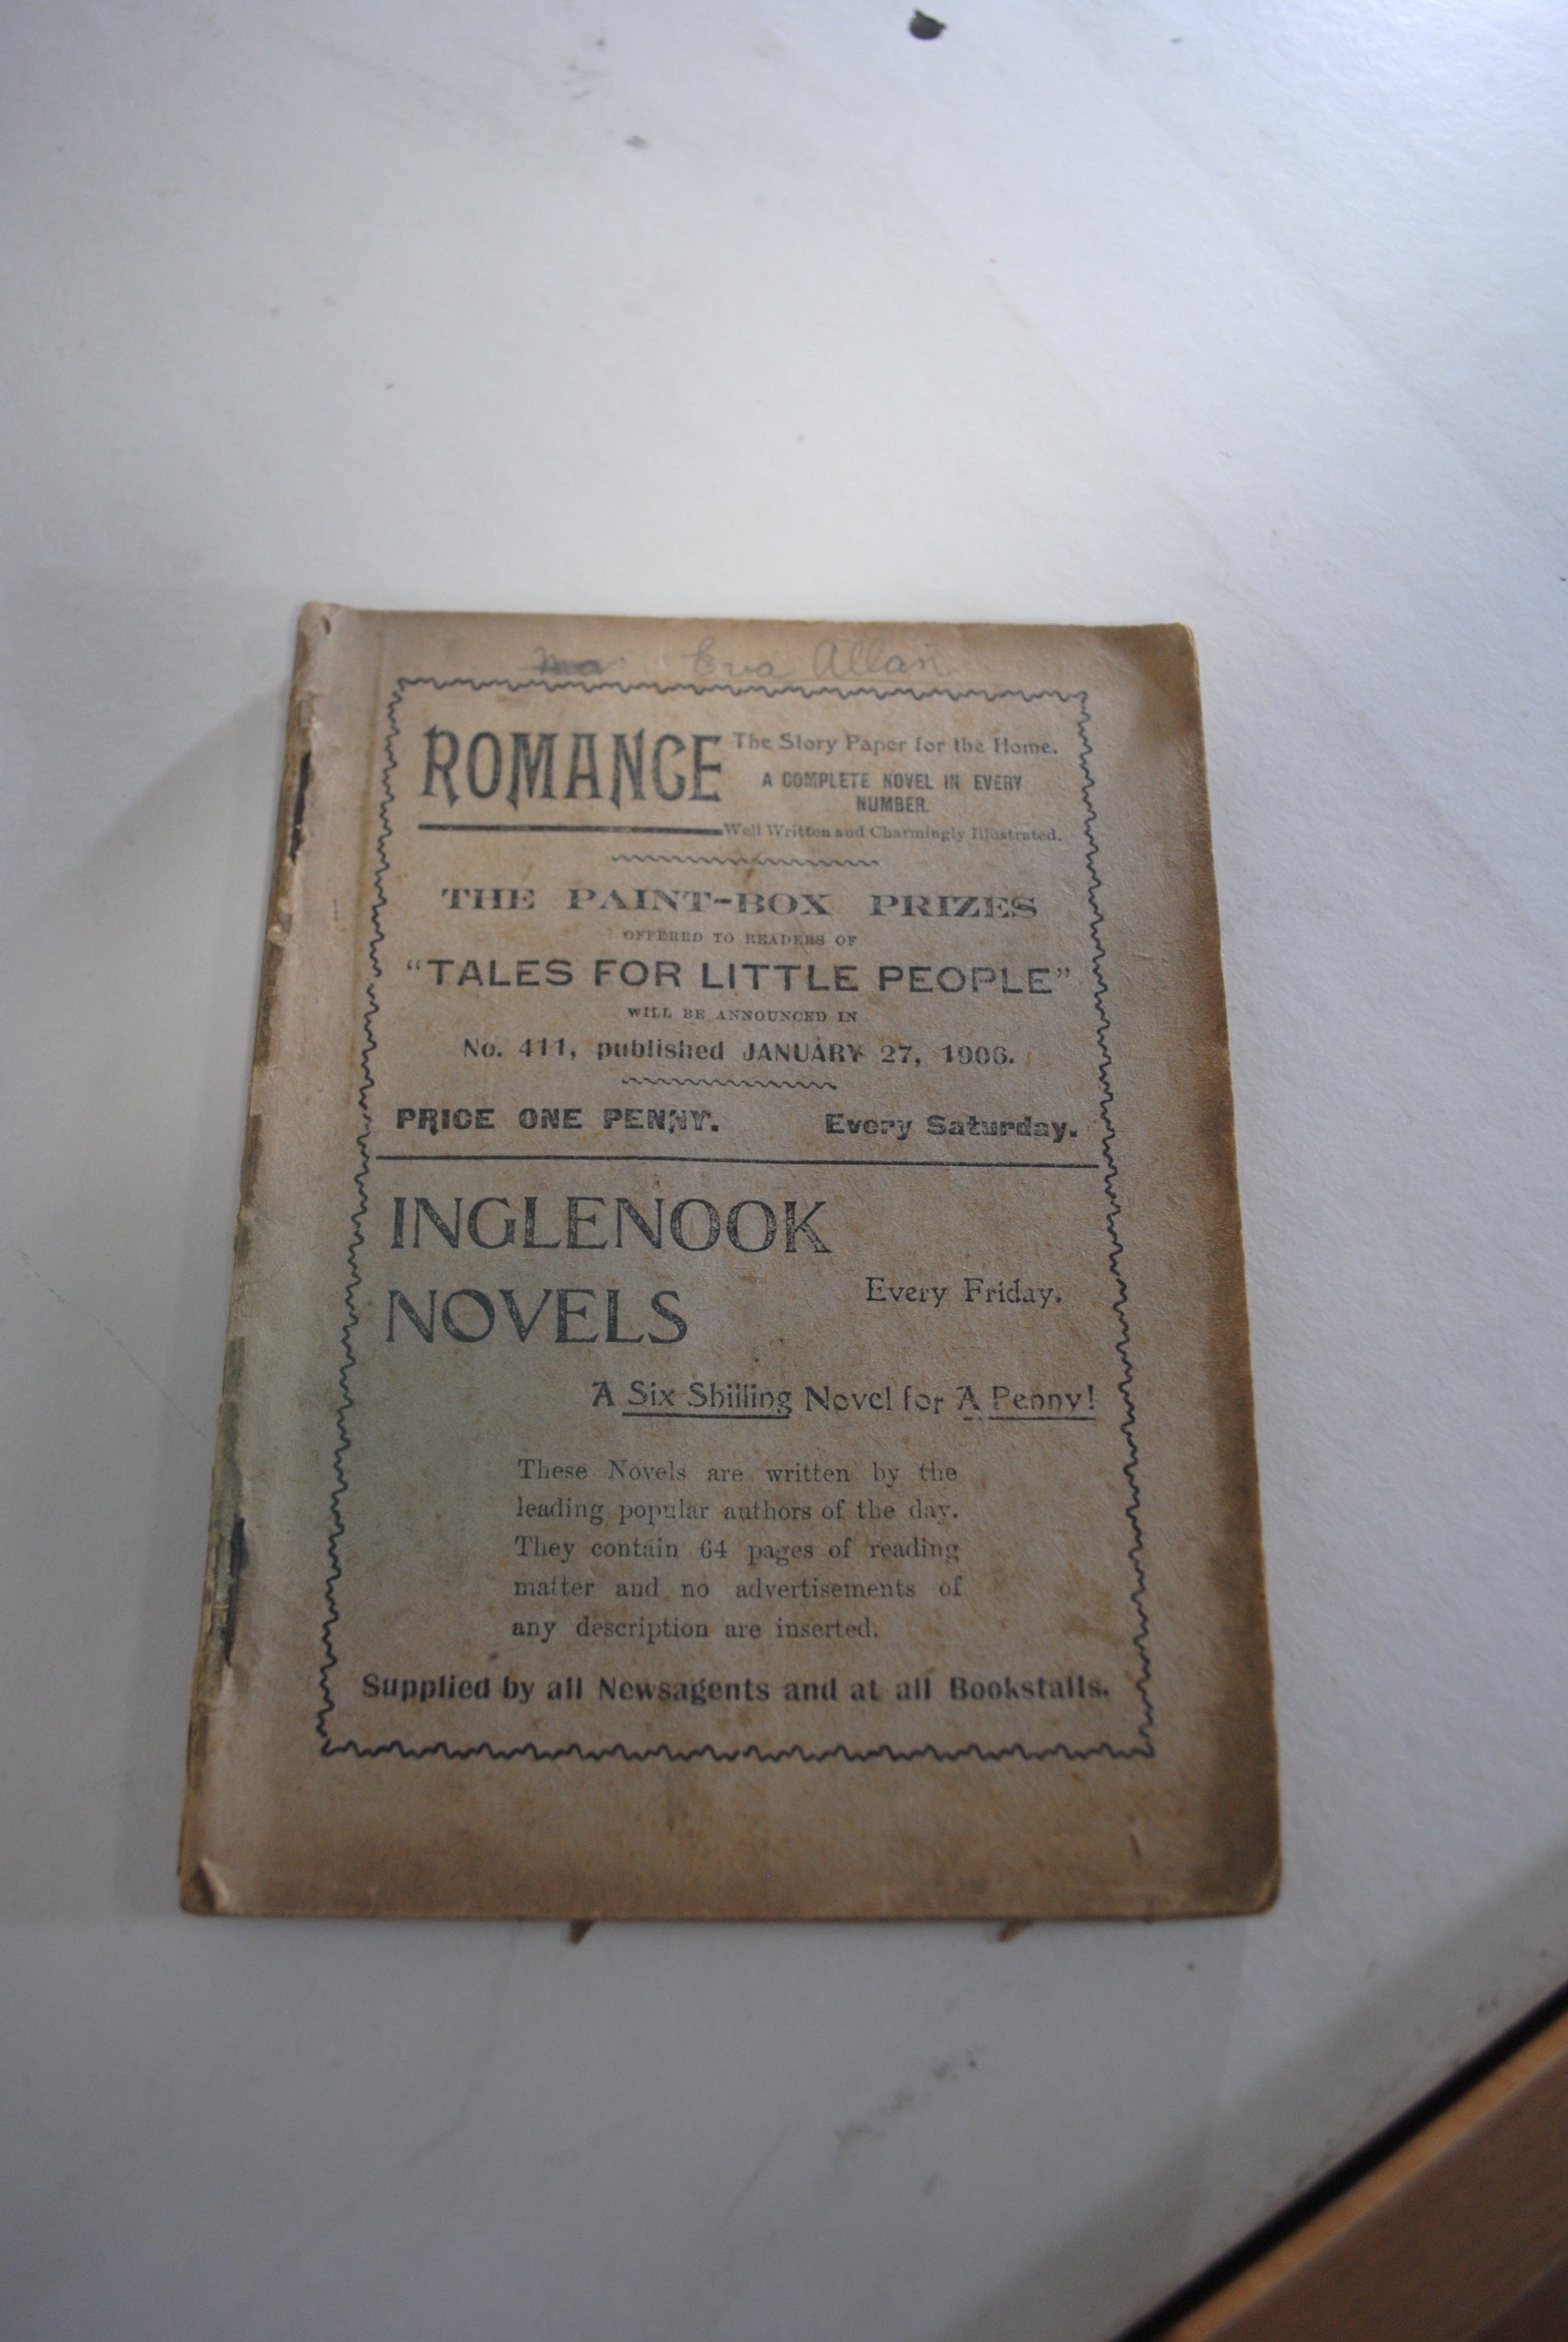 Eva Allan
ROMANCE
The Story Paper for the Home.
A COMPLETE NOVEL IN EVERY
NUMBER.
Well Written and Charmingly Illustrated.
THE PAINT-BOX PRIZES
OFFERED TO READERS OF
“TALES FOR LITTLE PEOPLE”
WILL BE ANNOUNCED IN
No. 411, published JANUARY 27, 1906.
PRICE ONE PENNY. Every Saturday.
INGLENOOK
NOVELS
Every Friday.
A Six Shilling Novel for A Penny!
These Novels are written by the
leading popular authors of the day.
They contain 64 pages of reading
matter and no advertisements of
any description are inserted.
Supplied by all Newsagents and at all Bookstalls.